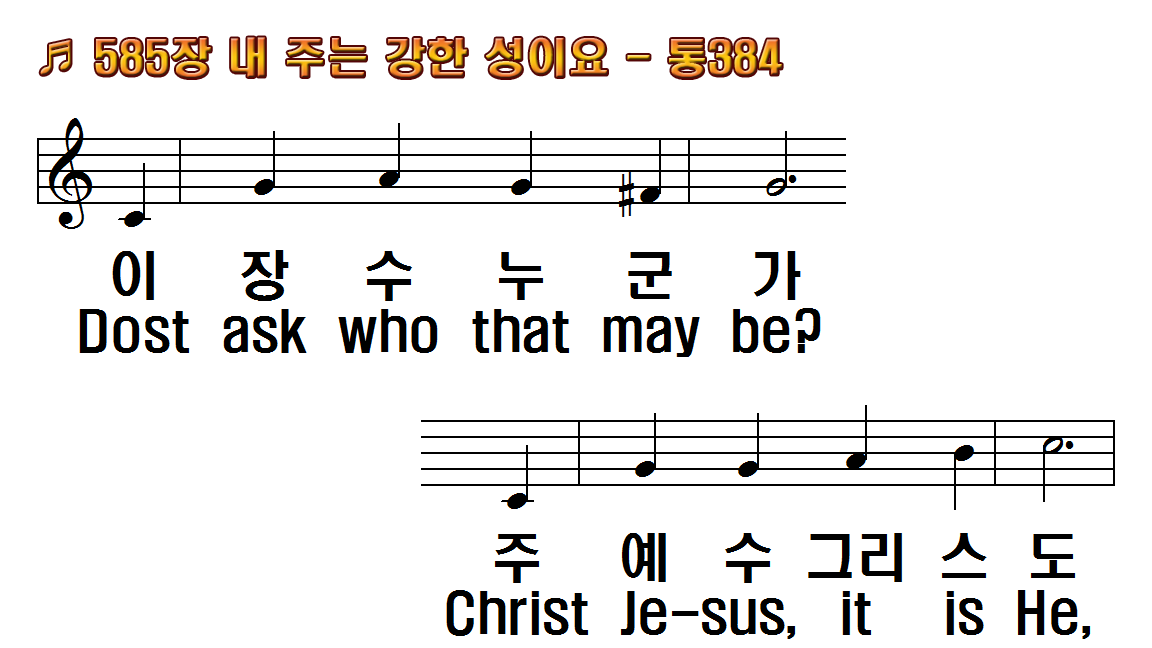 ♬ 585장 내 주는 강한 성이요 - 통384
이 장 수 누 군 가
Dost ask who that may be?
주 예 수 그리 스 도
Christ Je-sus, it is He,